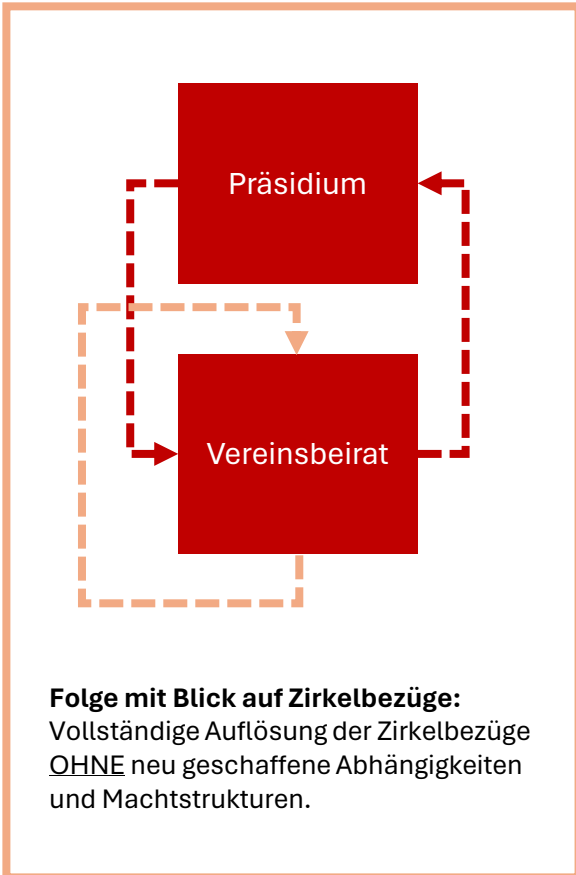 Präsidium
Vereinsbeirat
Folge mit Blick auf Zirkelbezüge:
Vollständige Auflösung der Zirkelbezüge
OHNE neu geschaffene Abhängigkeiten
und Machtstrukturen.